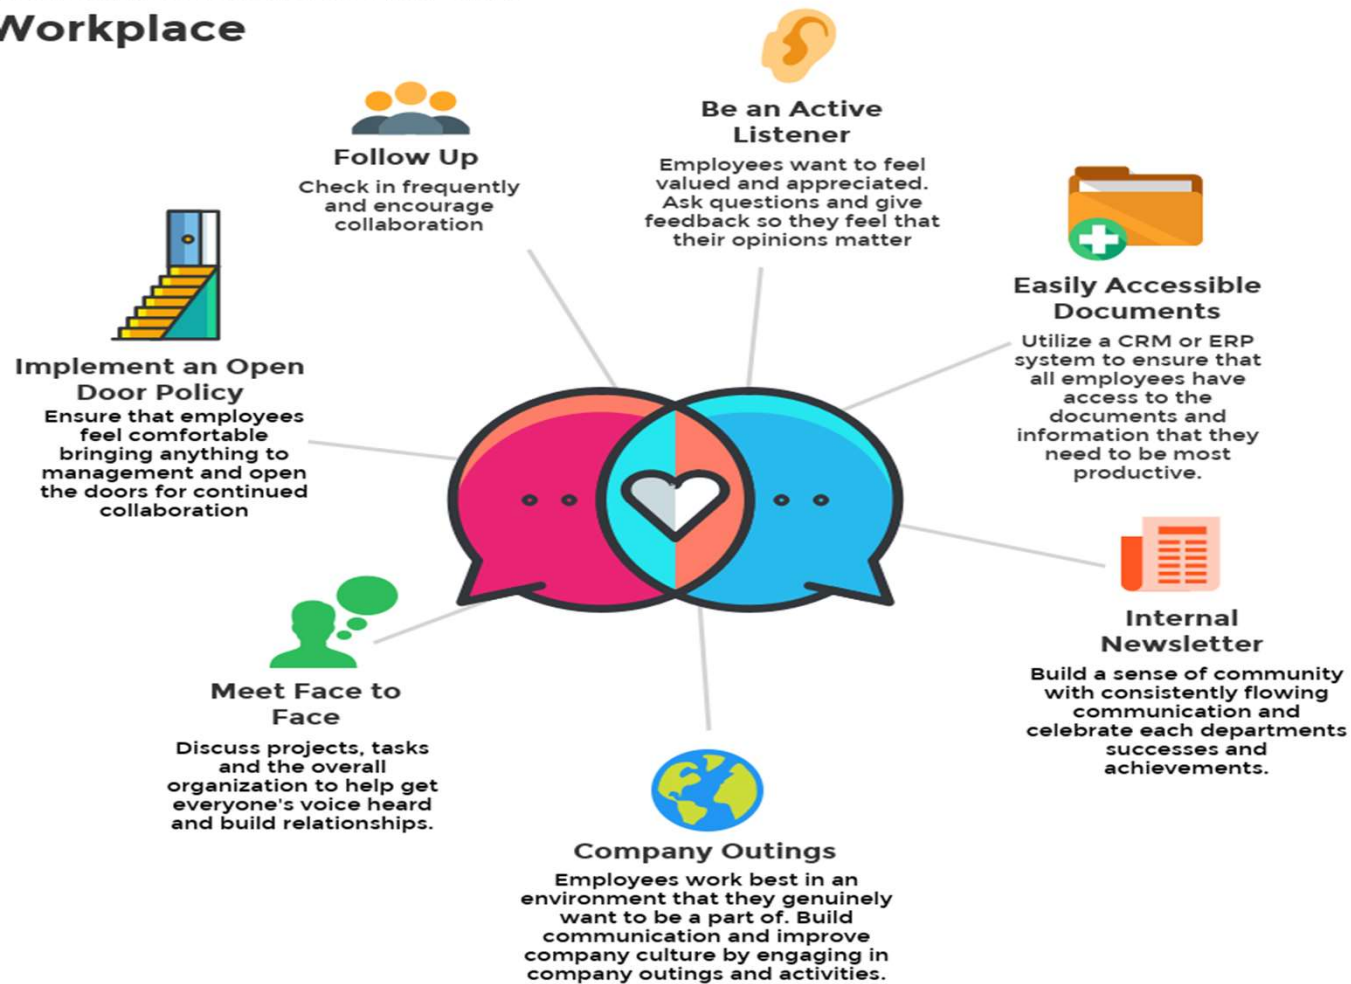 Workplace
Follow Up
Check in frequently
and encourage
collaboration
Be an Active
Listener
Employees want to feel
valued and appreciated.
Ask questions and give
feedback so they feel that
their opinions matter
Easily Accessible
Documents
Utilize a CRM or ERP
system to ensure that
all employees have
access to the
documents and
information that they
need to be most
productive.
Implement an Open
Door Policy
Ensure that employees
feel comfortable
bringing anything to
management and open
the doors for continued
collaboration
Internal
Newsletter
Build a sense of community
with consistently flowing
communication and
celebrate each departments
successes and
achievements.
Meet Face to
Face
Discuss projects, tasks
and the overall
organization to help get
everyone's voice heard
and build relationships.
Company Outings
Employees work best in an
environment that they genuinely
want to be a part of. Build
communication and improve
company culture by engaging in
company outings and activities.